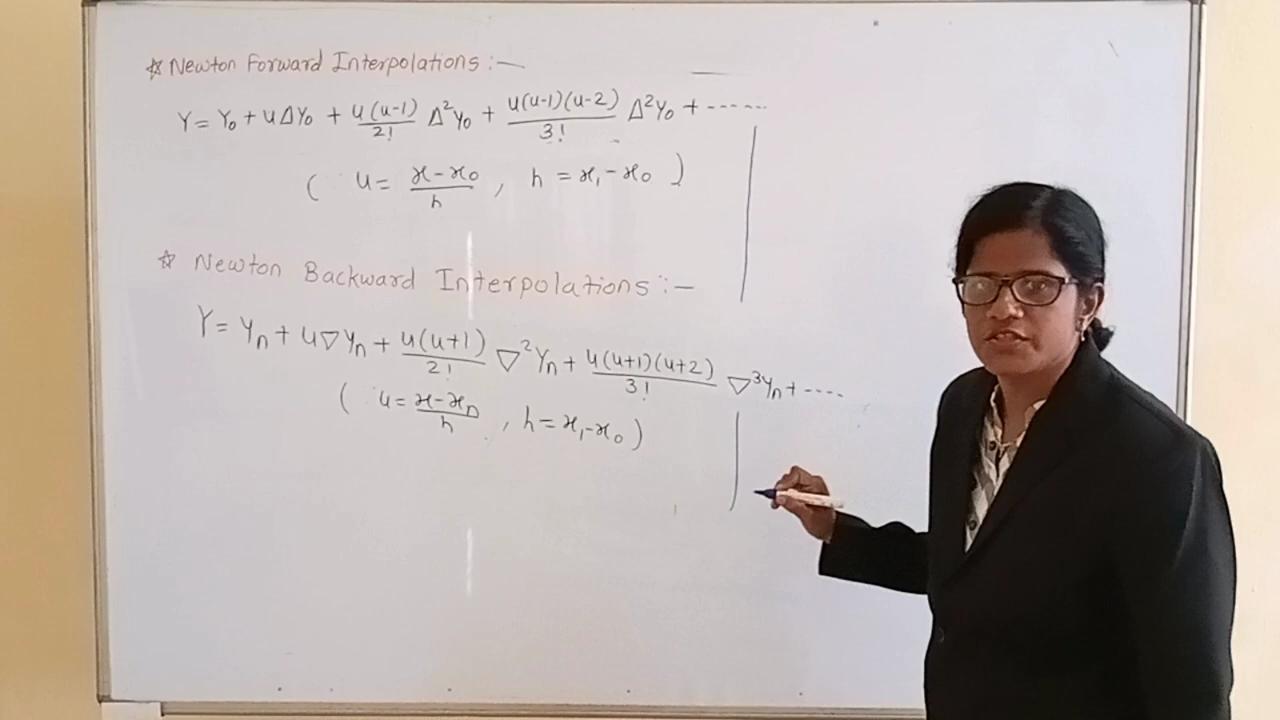 ☆ Newton Forward Interpolations :—
Y = Y₀ + uΔY₀ + u(u-1)/2! Δ²y₀ + u(u-1)(u-2)/3! Δ²y₀ + ------
( u = x-x₀/h , h = x₁-x₀ )
☆ Newton Backward Interpolations :—
Y = yₙ + u∇yₙ + u(u+1)/2! ∇²yₙ + u(u+1)(u+2)/3! ∇³yₙ + ----
( u = x-xₙ/h , h = x₁-x₀ )